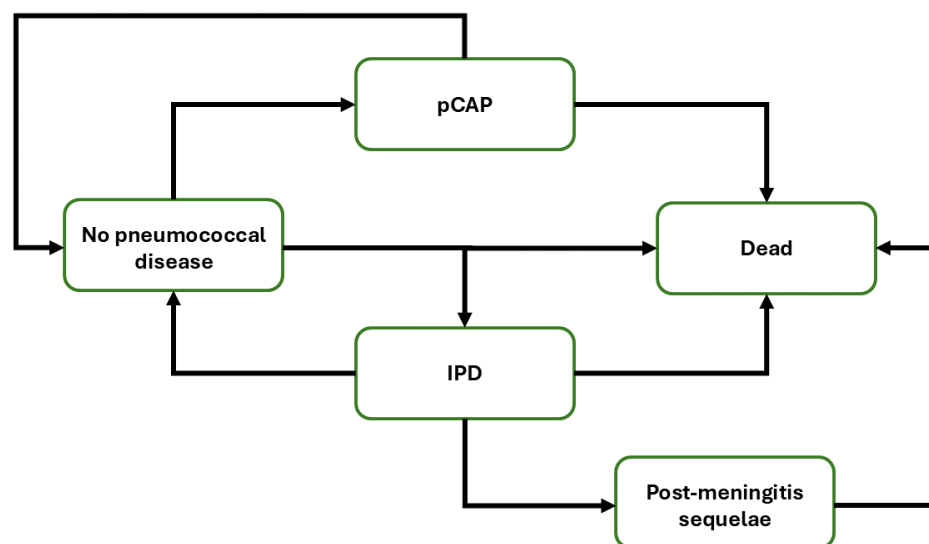 pCAP
No pneumococcal
disease
Dead
IPD
Post-meningitis
sequelae